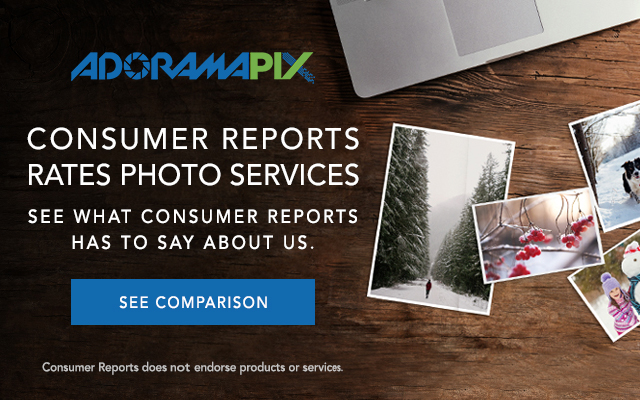 ADORAMAPIX
CONSUMER REPORTS
RATES PHOTO SERVICES
SEE WHAT CONSUMER REPORTS
HAS TO SAY ABOUT US.
SEE COMPARISON
Consumer Reports does not endorse products or services.